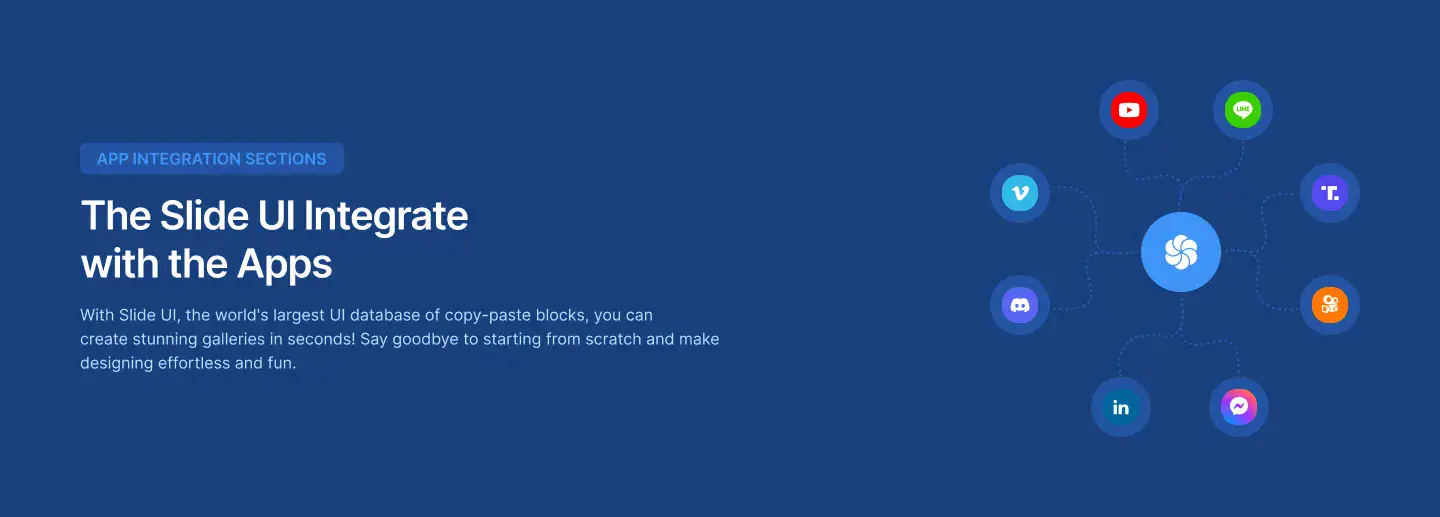 APP INTEGRATION SECTIONS
The Slide UI Integrate
with the Apps
With Slide UI, the world's largest UI database of copy-paste blocks, you can
create stunning galleries in seconds! Say goodbye to starting from scratch and make
designing effortless and fun.
LINE
T.
in